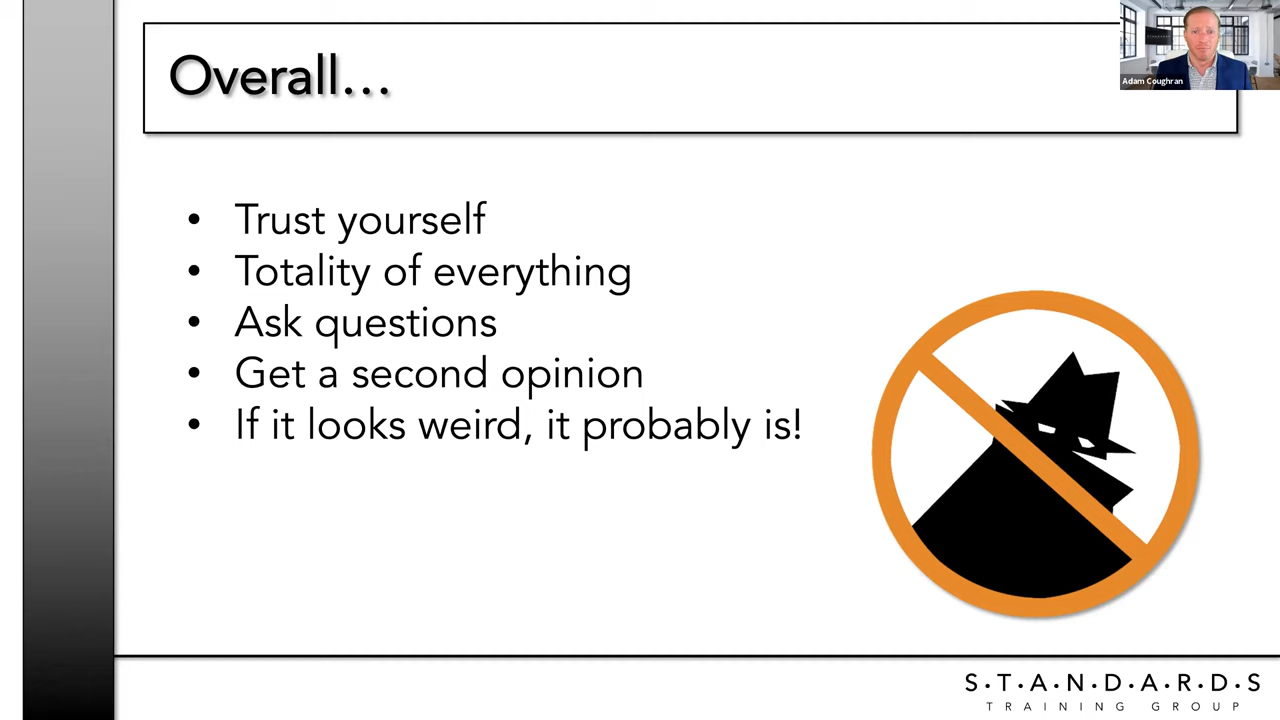 Overall…
Adam Coughran
• Trust yourself
• Totality of everything
• Ask questions
• Get a second opinion
• If it looks weird, it probably is!
S·T·A·N·D·A·R·D·S
TRAINING GROUP